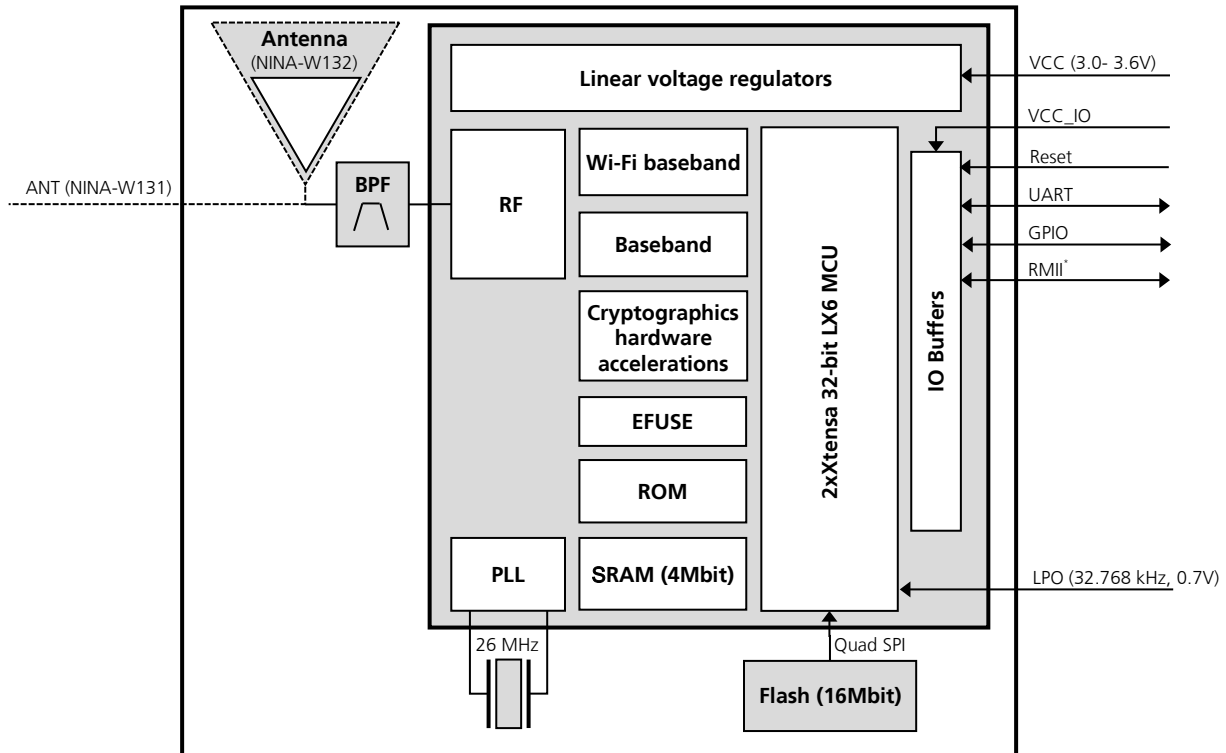 Antenna
(NINA-W132)
Linear voltage regulators
VCC (3.0- 3.6V)
VCC_IO
Reset
UART
GPIO
RMII*
ANT (NINA-W131)
BPF
RF
Wi-Fi baseband
Baseband
Cryptographics
hardware
accelerations
EFUSE
ROM
SRAM (4Mbit)
PLL
2xXtensa 32-bit LX6 MCU
IO Buffers
LPO (32.768 kHz, 0.7V)
26 MHz
Quad SPI
Flash (16Mbit)